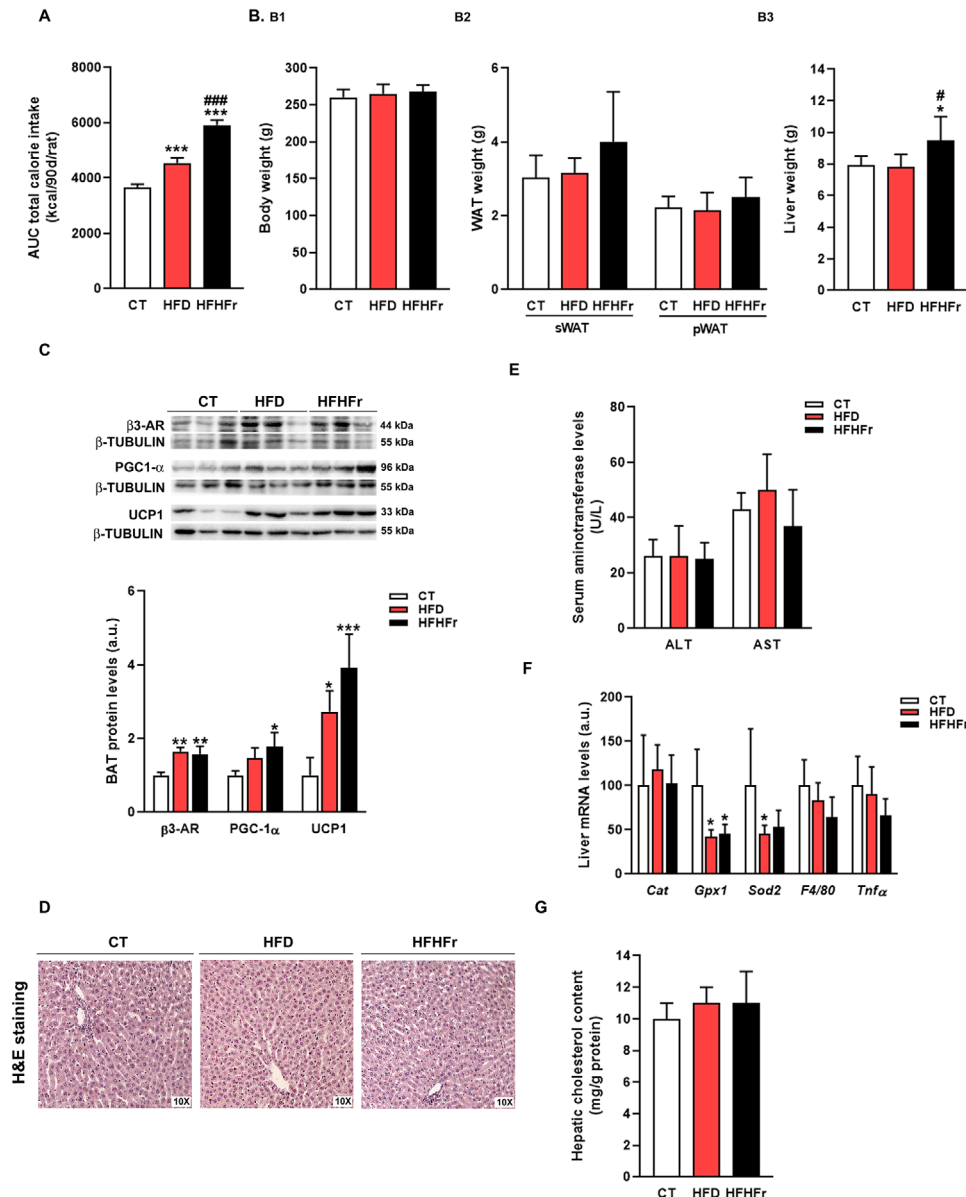 A
B. B1
B2
B3
AUC total calorie intake
(kcal/90d/rat)
8000
6000
4000
2000
0
***
###
***
CT HFD HFHFr
Body weight (g)
300
250
200
150
100
50
0
CT HFD HFHFr
WAT weight (g)
6
4
2
0
CT HFD HFHFr
sWAT
CT HFD HFHFr
pWAT
Liver weight (g)
14
12
10
8
6
4
2
0
#
*
CT HFD HFHFr
C
CT HFD HFHFr
β3-AR 44 kDa
β-TUBULIN 55 kDa
PGC1-α 96 kDa
β-TUBULIN 55 kDa
UCP1 33 kDa
β-TUBULIN 55 kDa
BAT protein levels (a.u.)
6
4
2
0
CT
HFD
HFHFr
** **
*
* ***
β3-AR PGC-1α UCP1
E
Serum aminotransferase levels
(U/L)
80
60
40
20
0
CT
HFD
HFHFr
ALT AST
F
Liver mRNA levels (a.u.)
200
150
100
50
0
CT
HFD
HFHFr
* *
*
Cat Gpx1 Sod2 F4/80 Tnfα
D
CT HFD HFHFr
H&E staining
10X 10X 10X
G
Hepatic cholesterol content
(mg/g protein)
14
12
10
8
6
4
2
0
CT HFD HFHFr